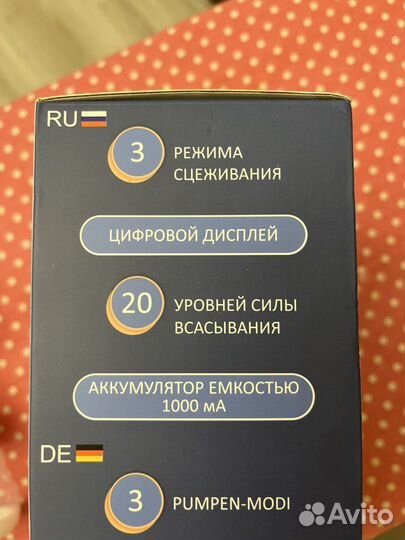 RU
3 РЕЖИМА
СЦЕЖИВАНИЯ
ЦИФРОВОЙ ДИСПЛЕЙ
20 УРОВНЕЙ СИЛЫ
ВСАСЫВАНИЯ
АККУМУЛЯТОР ЕМКОСТЬЮ
1000 мА
DE
3 PUMPEN-MODI
Avito